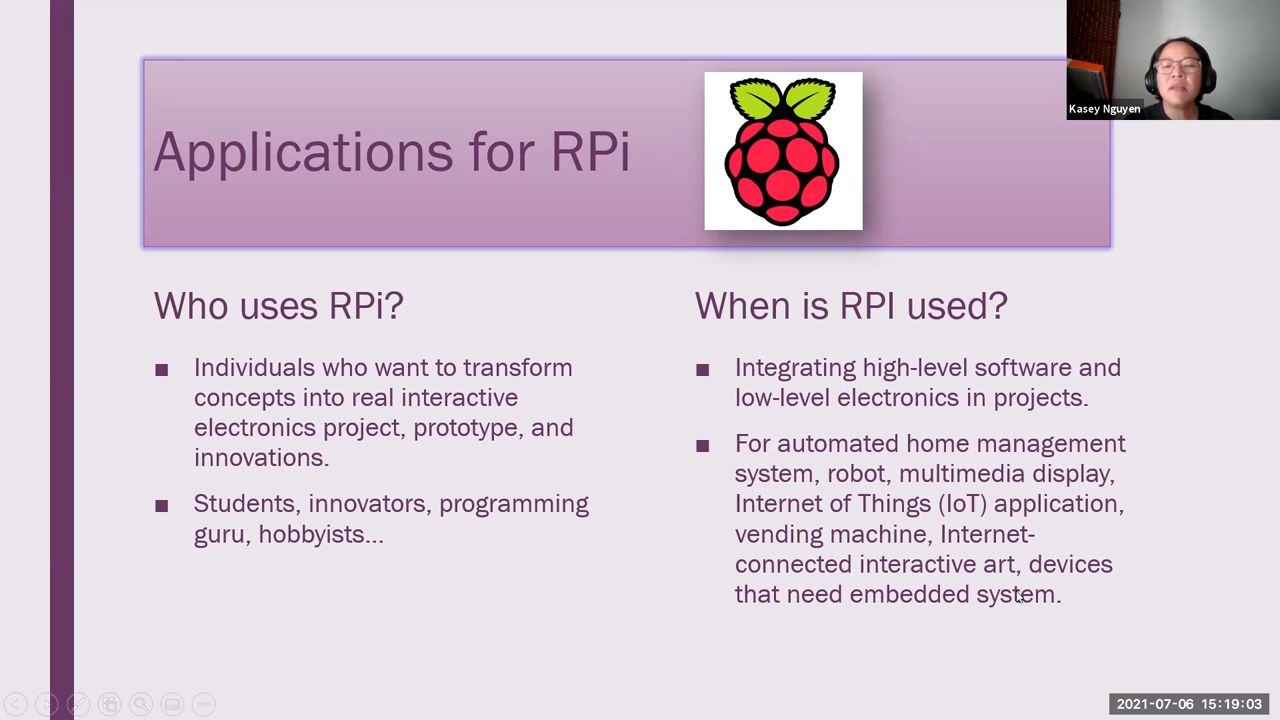 Applications for RPi
Kasey Nguyen
Who uses RPi?
■ Individuals who want to transform
concepts into real interactive
electronics project, prototype, and
innovations.
■ Students, innovators, programming
guru, hobbyists...
When is RPI used?
■ Integrating high-level software and
low-level electronics in projects.
■ For automated home management
system, robot, multimedia display,
Internet of Things (IoT) application,
vending machine, Internet-
connected interactive art, devices
that need embedded system.
2021-07-06 15:19:03